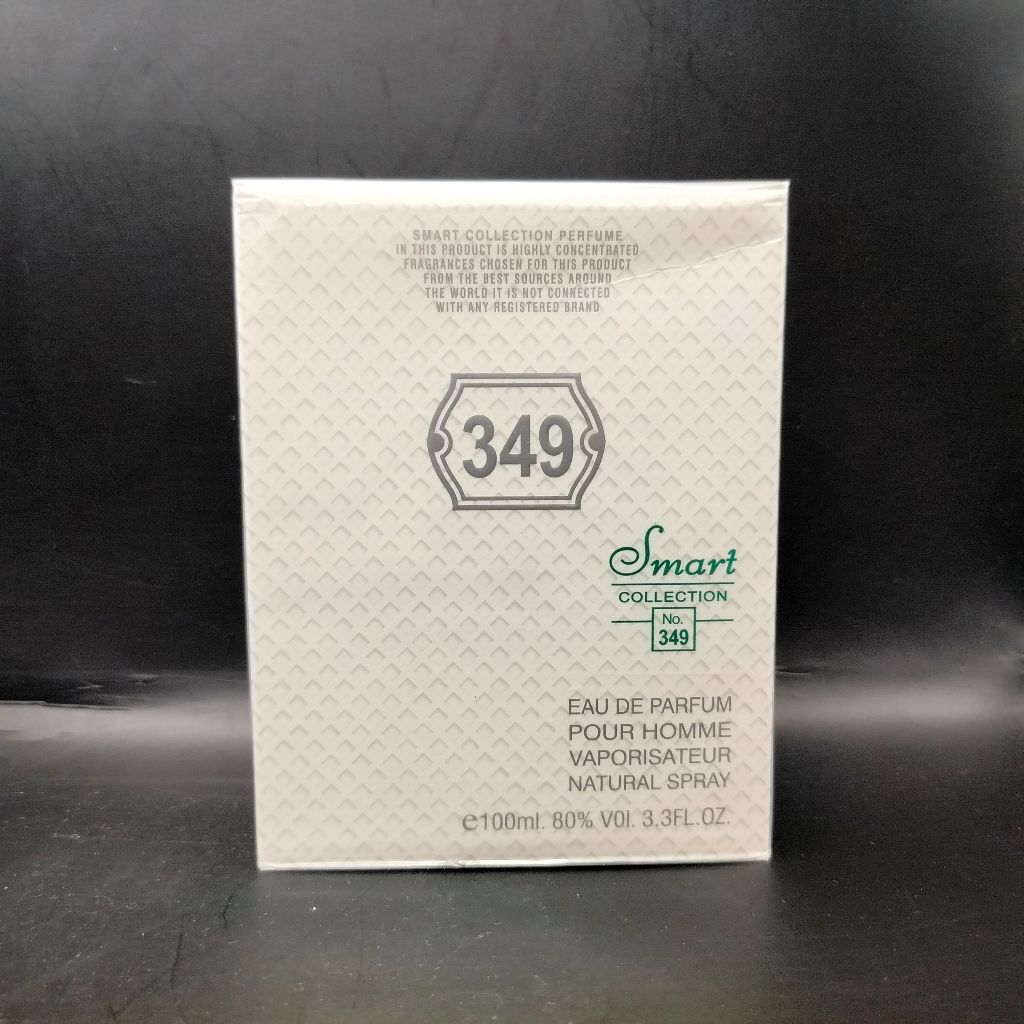 SMART COLLECTION PERFUME
IN THIS PRODUCT IS HIGHLY CONCENTRATED
FRAGRANCES CHOSEN FOR THIS PRODUCT
FROM THE BEST SOURCES AROUND
THE WORLD IT IS NOT CONNECTED
WITH ANY REGISTERED BRAND
349
Smart
COLLECTION
No.
349
EAU DE PARFUM
POUR HOMME
VAPORISATEUR
NATURAL SPRAY
e100ml. 80% VOl. 3.3FL.OZ.